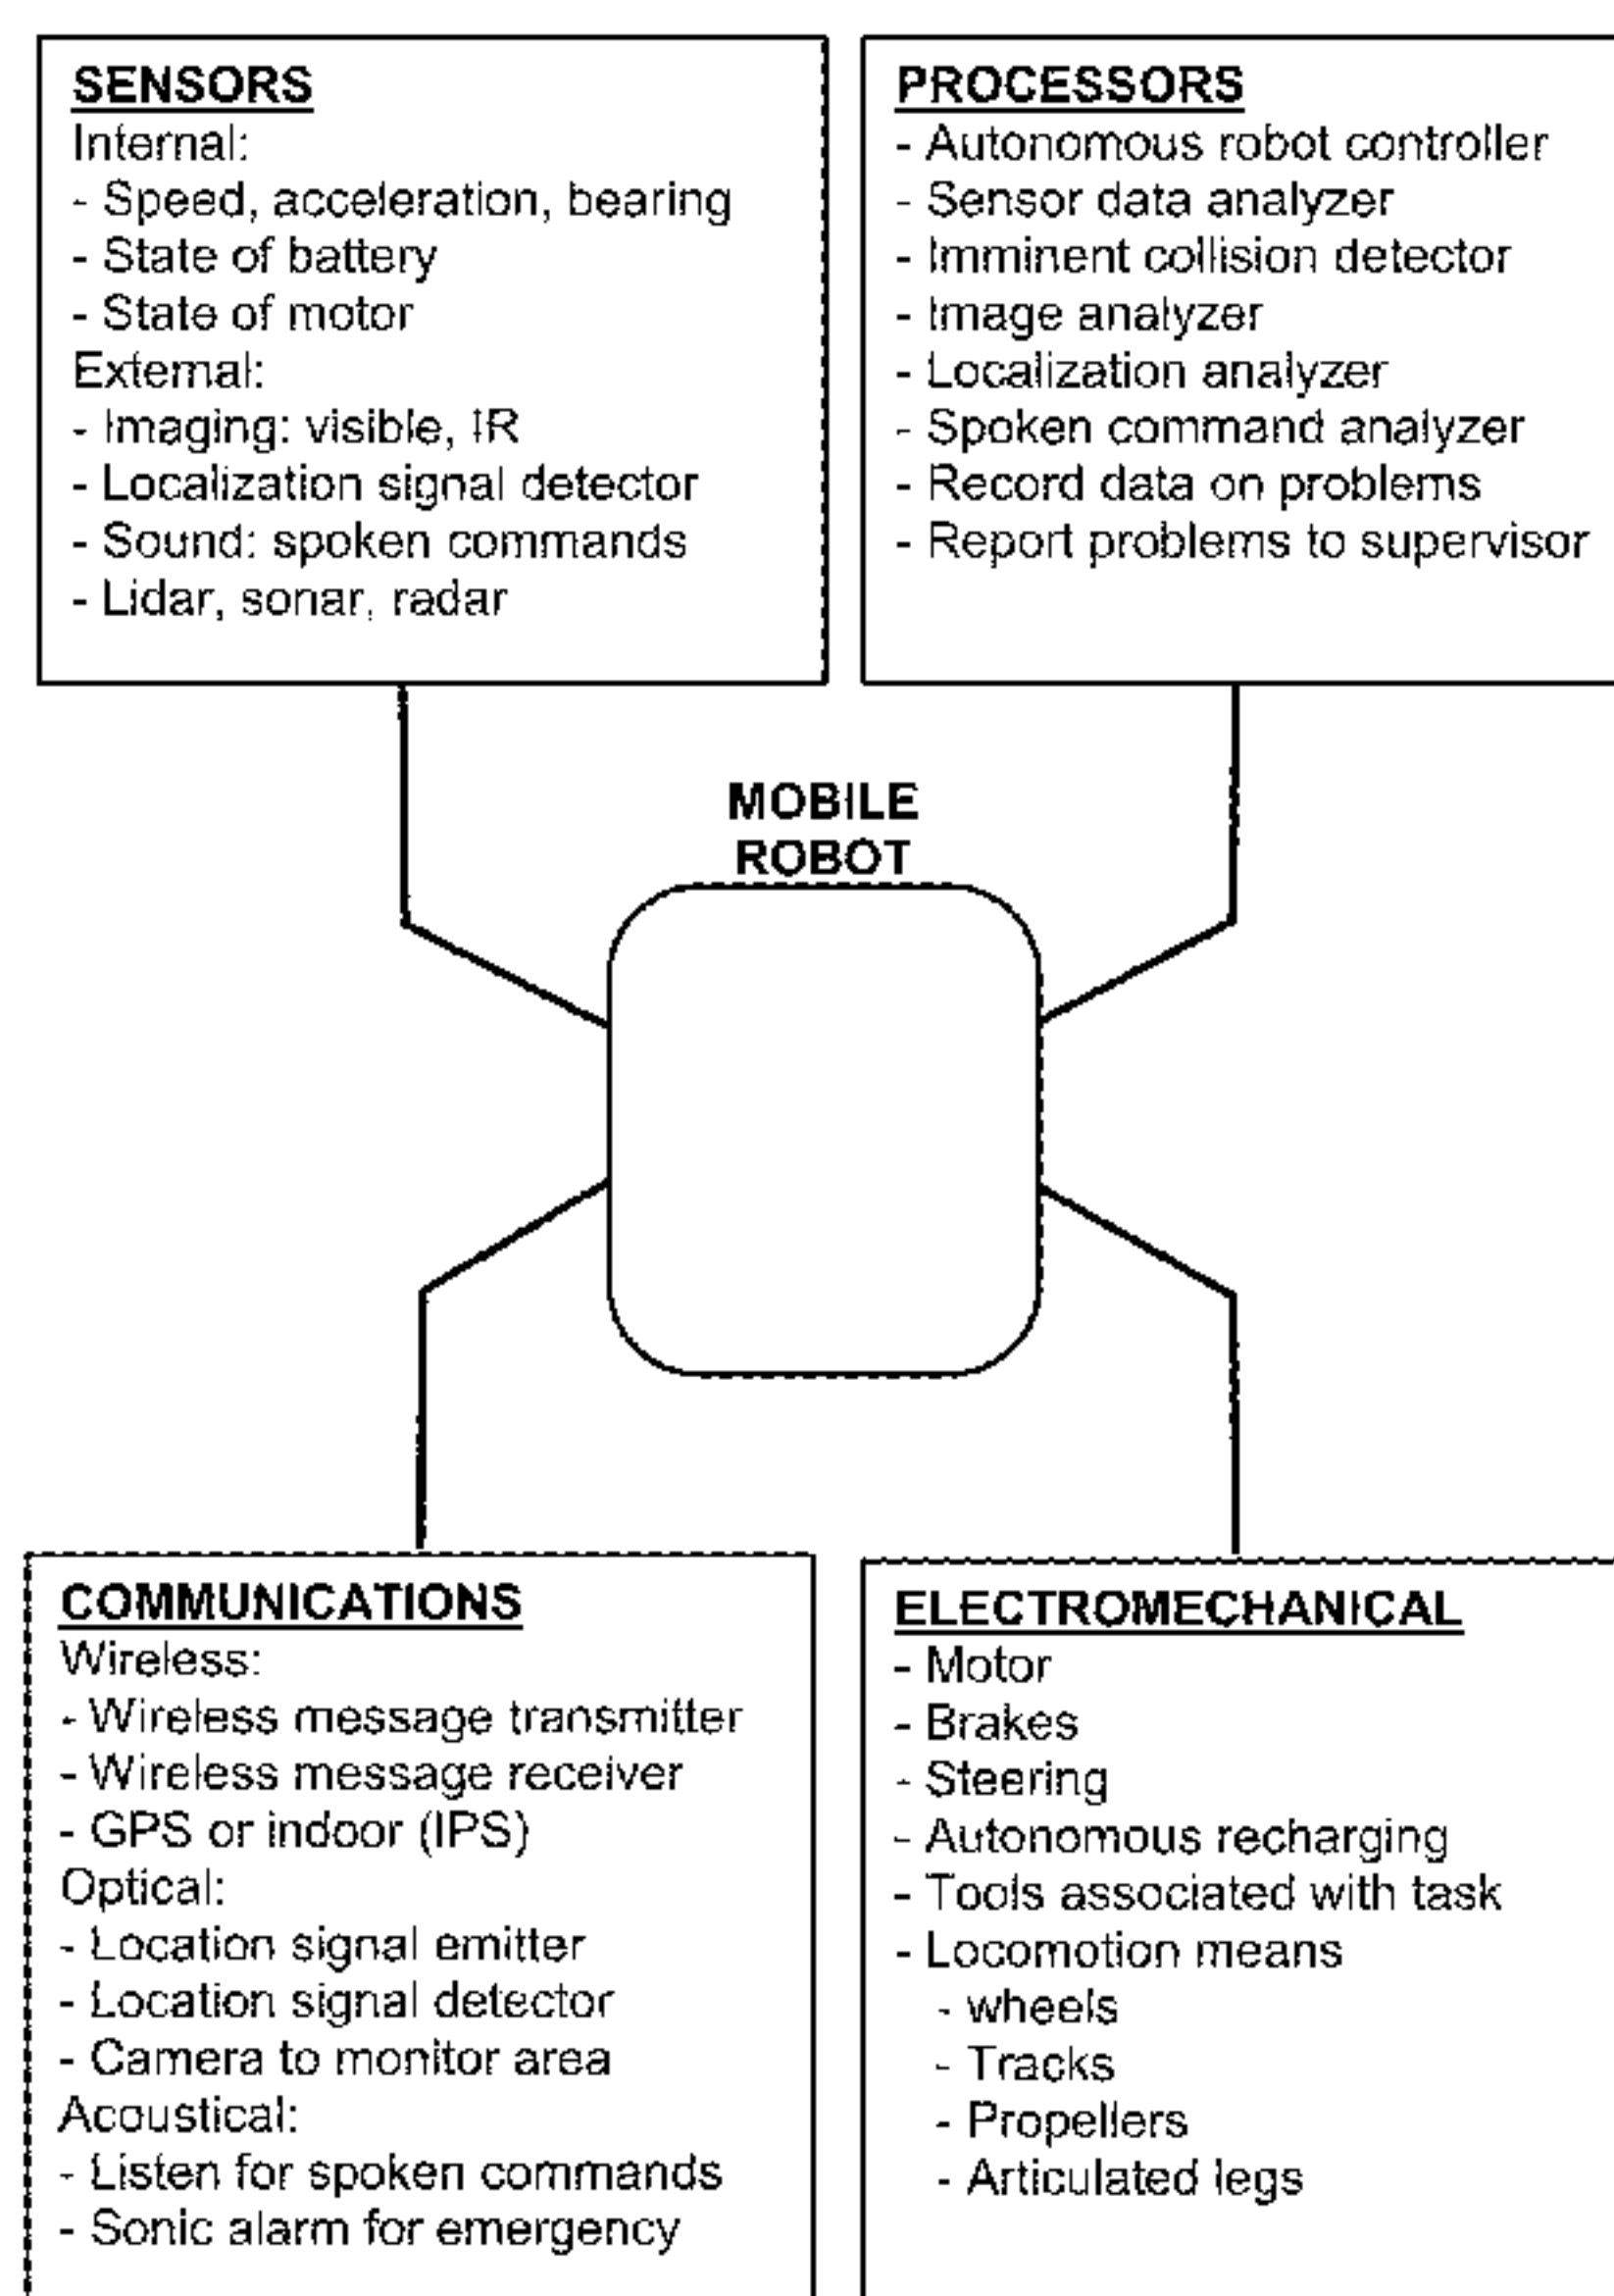 SENSORS
Internal:
- Speed, acceleration, bearing
- State of battery
- State of motor
External:
- Imaging: visible, IR
- Localization signal detector
- Sound: spoken commands
- Lidar, sonar, radar
PROCESSORS
- Autonomous robot controller
- Sensor data analyzer
- Imminent collision detector
- Image analyzer
- Localization analyzer
- Spoken command analyzer
- Record data on problems
- Report problems to supervisor
MOBILE
ROBOT
COMMUNICATIONS
Wireless:
- Wireless message transmitter
- Wireless message receiver
- GPS or indoor (IPS)
Optical:
- Location signal emitter
- Location signal detector
- Camera to monitor area
Acoustical:
- Listen for spoken commands
- Sonic alarm for emergency
ELECTROMECHANICAL
- Motor
- Brakes
- Steering
- Autonomous recharging
- Tools associated with task
- Locomotion means
- wheels
- Tracks
- Propellers
- Articulated legs